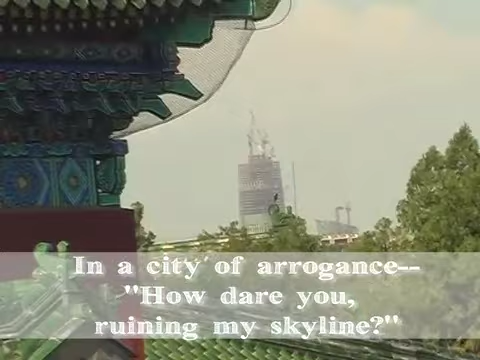 In a city of arrogance--
"How dare you,
ruining my skyline?"